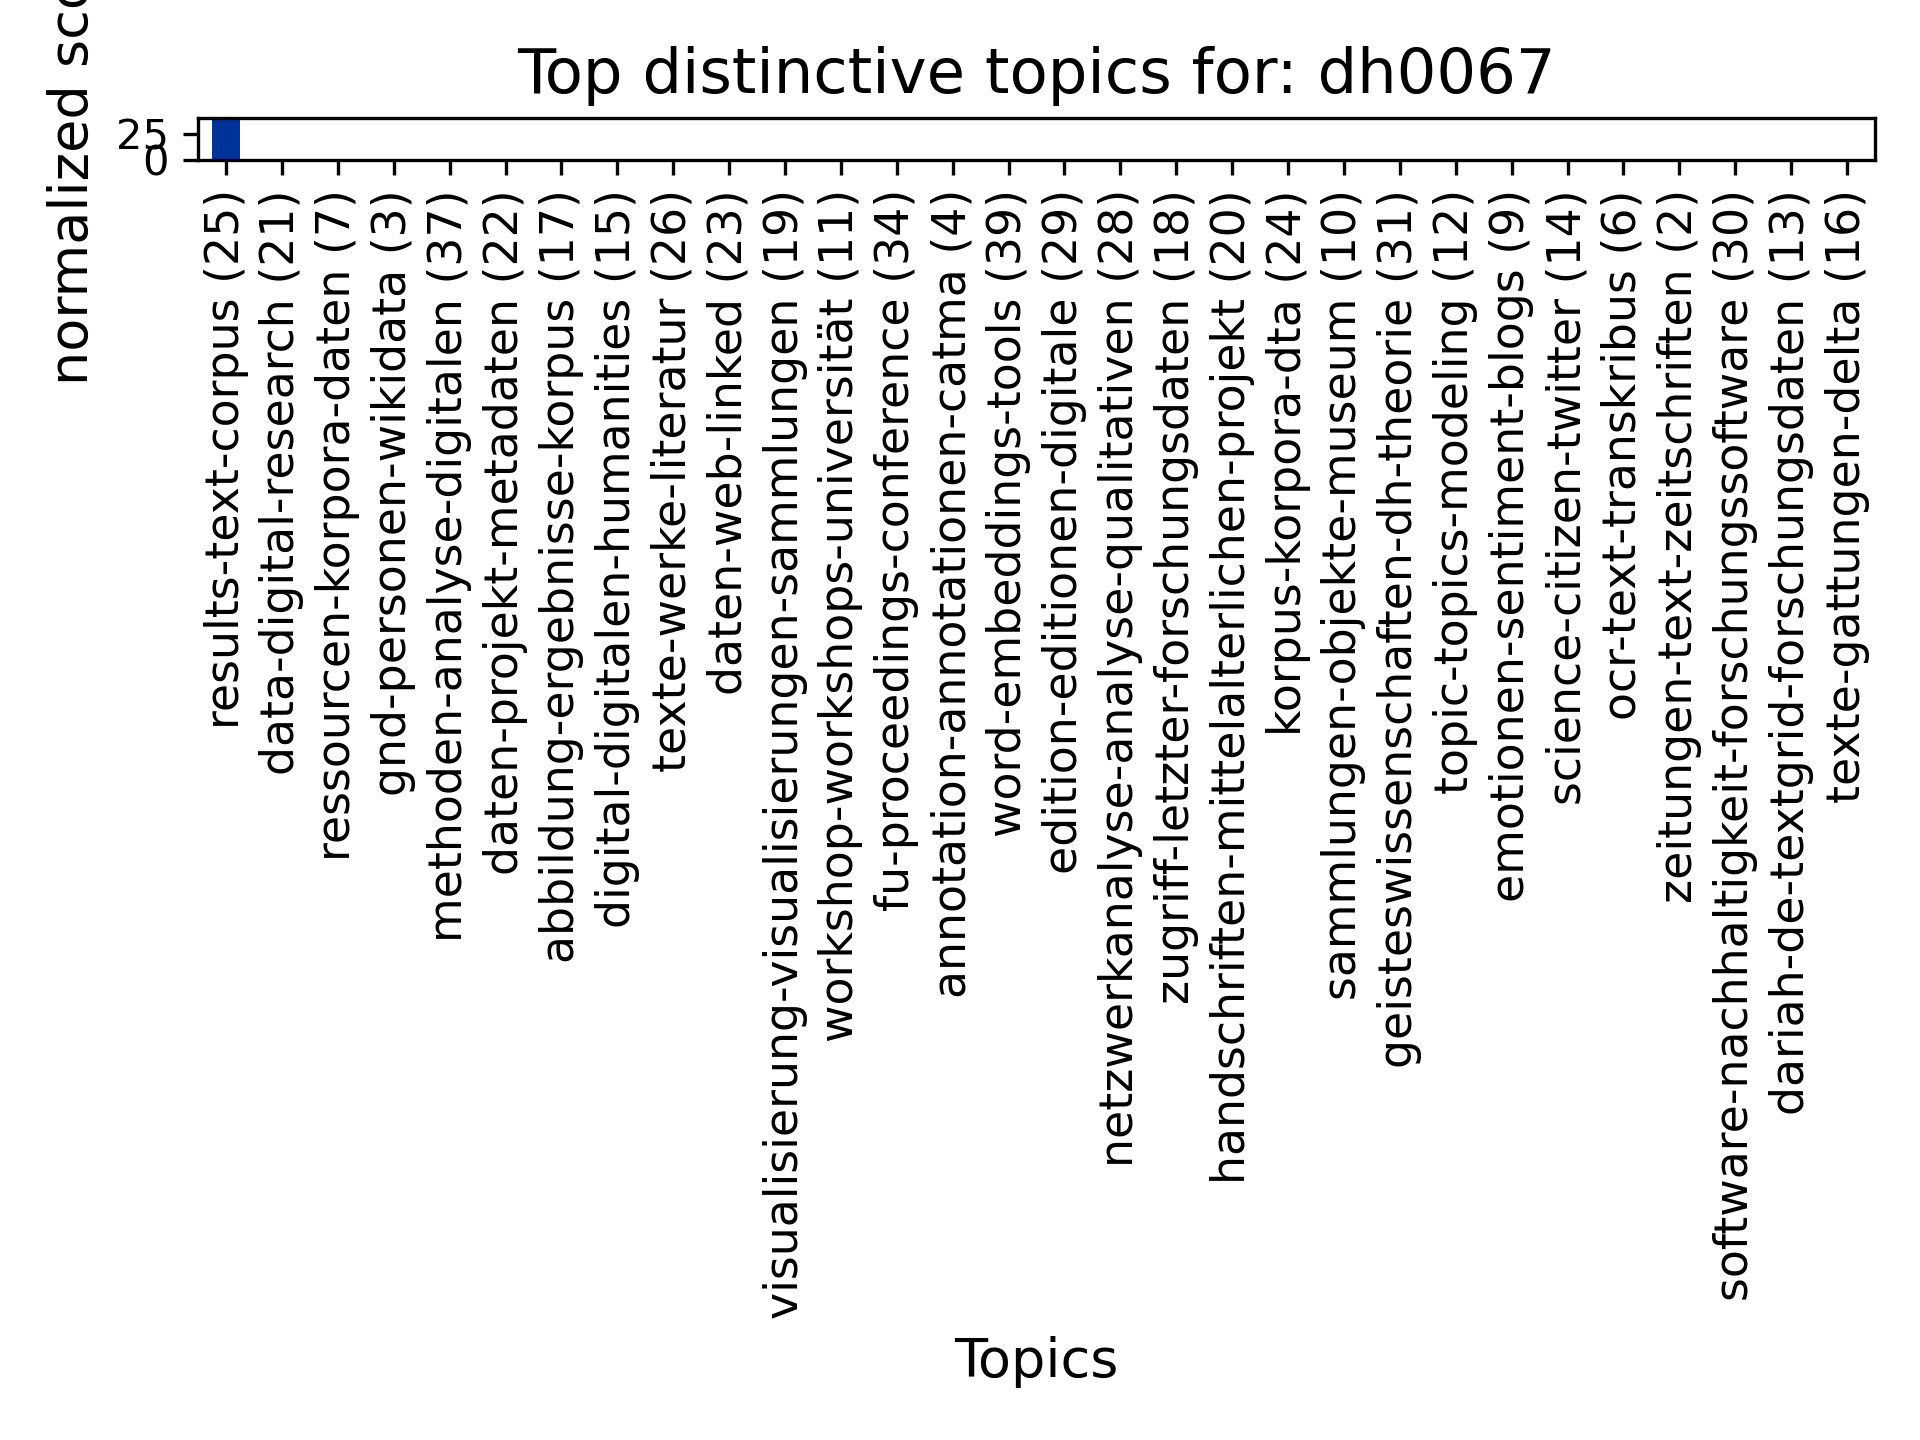 Top distinctive topics for: dh0067
normalized sco
25
0
results-text-corpus (25)
data-digital-research (21)
ressourcen-korpora-daten (7)
gnd-personen-wikidata (3)
methoden-analyse-digitalen (37)
daten-projekt-metadaten (22)
abbildung-ergebnisse-korpus (17)
digital-digitalen-humanities (15)
texte-werke-literatur (26)
daten-web-linked (23)
visualisierung-visualisierungen-sammlungen (19)
workshop-workshops-universität (11)
fu-proceedings-conference (34)
annotation-annotationen-catma (4)
word-embeddings-tools (39)
edition-editionen-digitale (29)
netzwerkanalyse-analyse-qualitativen (28)
zugriff-letzter-forschungsdaten (18)
handschriften-mittelalterlichen-projekt (20)
korpus-korpora-dta (24)
sammlungen-objekte-museum (10)
geisteswissenschaften-dh-theorie (31)
topic-topics-modeling (12)
emotionen-sentiment-blogs (9)
science-citizen-twitter (14)
ocr-text-transkribus (6)
zeitungen-text-zeitschriften (2)
software-nachhaltigkeit-forschungssoftware (30)
dariah-de-textgrid-forschungsdaten (13)
texte-gattungen-delta (16)
Topics